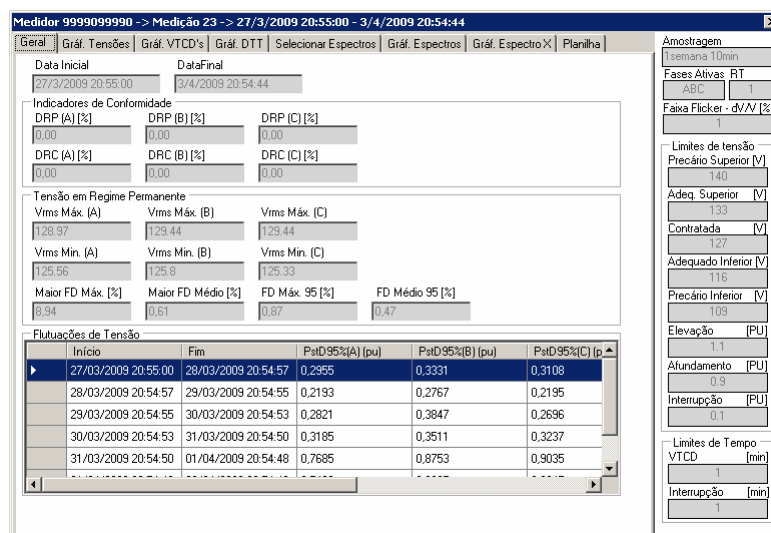 Medidor 9999099990 -> Medição 23 -> 27/3/2009 20:55:00 - 3/4/2009 20:54:44
Geral Gráf. Tensões Gráf. VTCD's Gráf. DTT Selecionar Espectros Gráf. Espectros Gráf. Espectro X Planilha
Data Inicial DataFinal
27/3/2009 20:55:00 3/4/2009 20:54:44
Indicadores de Conformidade
DRP (A) [%] DRP (B) [%] DRP (C) [%]
0,00 0,00 0,00
DRC (A) [%] DRC (B) [%] DRC (C) [%]
0,00 0,00 0,00
Tensão em Regime Permanente
Vrms Máx. (A) Vrms Máx. (B) Vrms Máx. (C)
128.97 129.44 129.44
Vrms Min. (A) Vrms Min. (B) Vrms Min. (C)
125.56 125.8 125.33
Maior FD Máx. [%] Maior FD Médio [%] FD Máx. 95 [%] FD Médio 95 [%]
8,94 0,61 0,87 0,47
Flutuações de Tensão
Início Fim PstD95%(A) (pu) PstD95%(B) (pu) PstD95%(C) (p
27/03/2009 20:55:00 28/03/2009 20:54:57 0,2955 0,3331 0,3108
28/03/2009 20:54:57 29/03/2009 20:54:55 0,2193 0,2767 0,2195
29/03/2009 20:54:55 30/03/2009 20:54:53 0,2821 0,3847 0,2696
30/03/2009 20:54:53 31/03/2009 20:54:50 0,3185 0,3511 0,3237
31/03/2009 20:54:50 01/04/2009 20:54:48 0,7685 0,8753 0,9035
Amostragem
1semana 10min
Fases Ativas RT
ABC 1
Faixa Flicker - dV/V [%
1
Limites de tensão
Precário Superior [V]
140
Adeq. Superior [V]
133
Contratada [V]
127
Adequado Inferior [V]
116
Precário Inferior [V]
109
Elevação [PU]
1.1
Afundamento [PU]
0.9
Interrupção [PU]
0.1
Limites de Tempo
VTCD [min]
1
Interrupção [min]
1